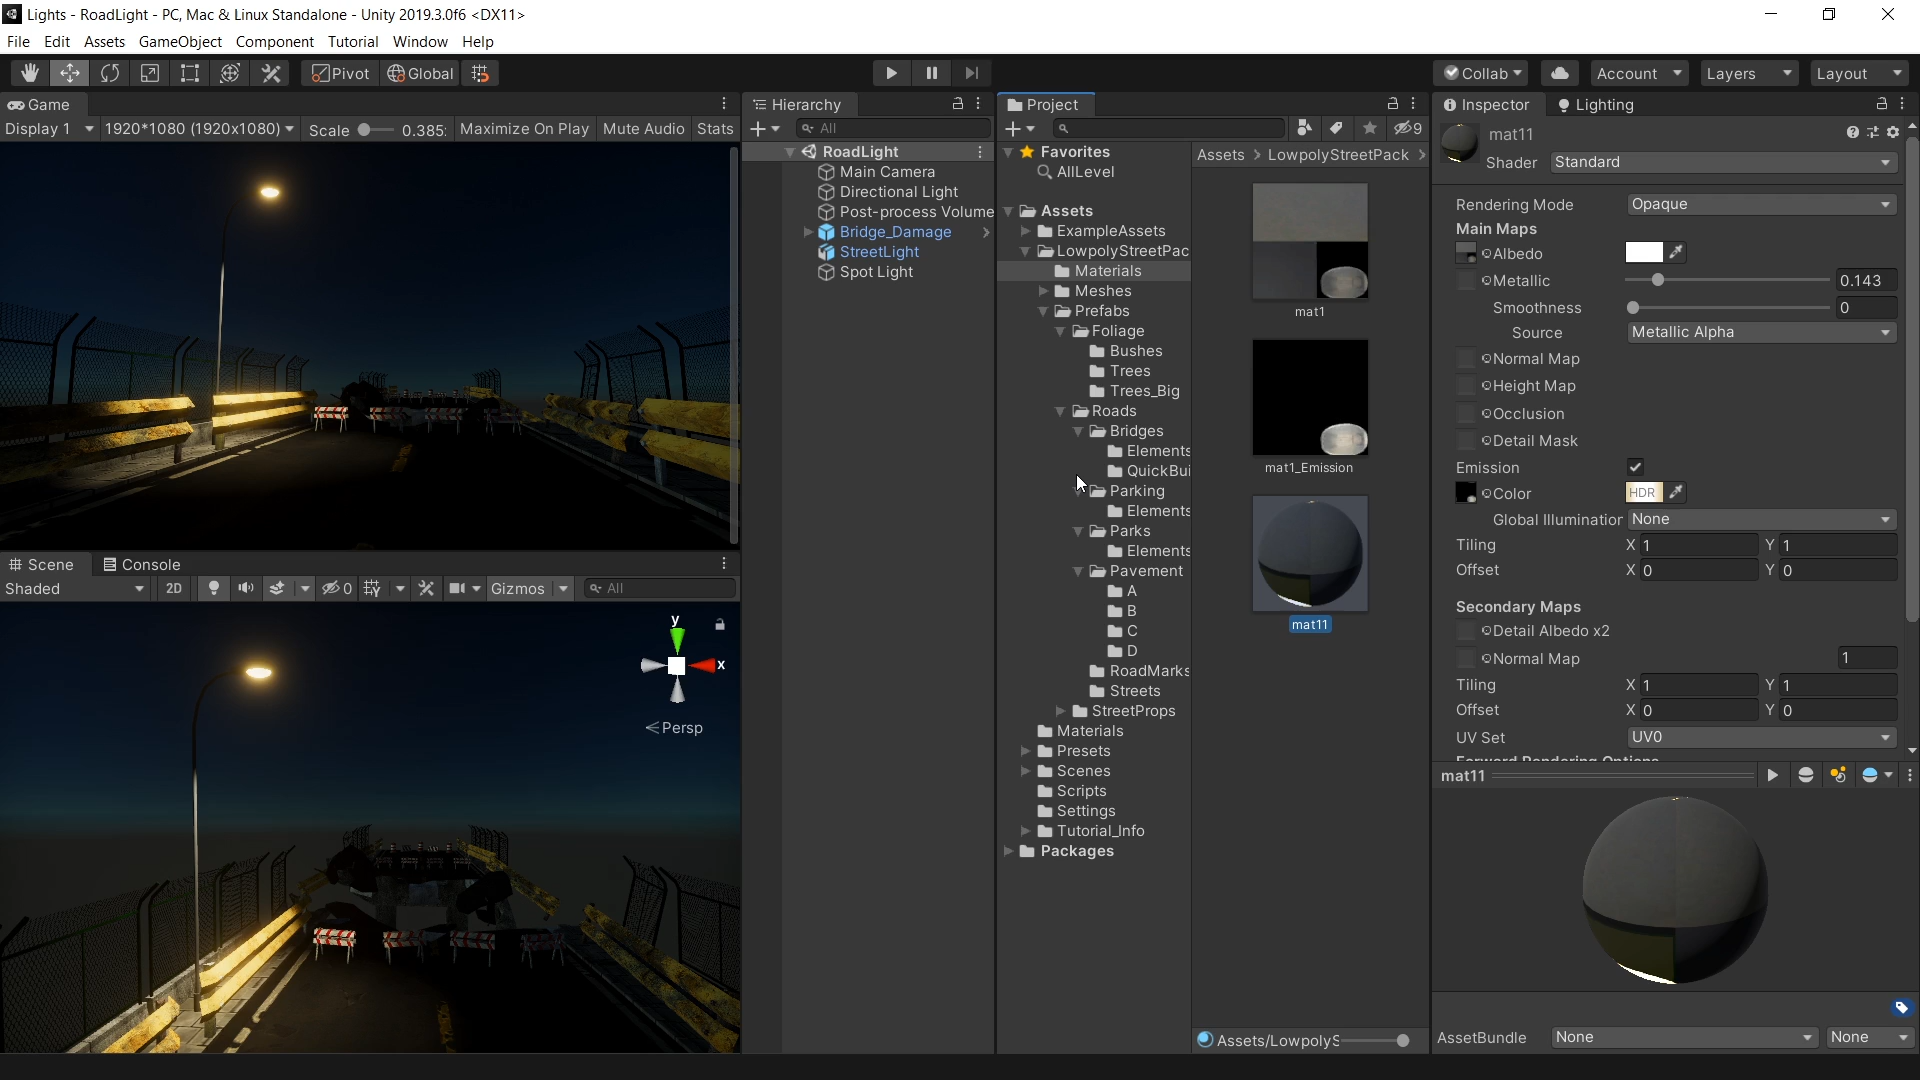 Lights - RoadLight - PC, Mac & Linux Standalone - Unity 2019.3.0f6 <DX11>
File Edit Assets GameObject Component Tutorial Window Help
Pivot Global Collab Account Layers Layout
Game
Display 1 1920*1080 (1920x1080) Scale 0.385: Maximize On Play Mute Audio Stats
Scene Console
Shaded 2D 0 Gizmos All
y
x
Persp
Hierarchy
All
RoadLight
Main Camera
Directional Light
Post-process Volume
Bridge_Damage
StreetLight
Spot Light
Project
9
Favorites
AllLevel
Assets
ExampleAssets
LowpolyStreetPac
Materials
Meshes
Prefabs
Foliage
Bushes
Trees
Trees_Big
Roads
Bridges
Elements
QuickBui
Parking
Elements
Parks
Elements
Pavement
A
B
C
D
RoadMarks
Streets
StreetProps
Materials
Presets
Scenes
Scripts
Settings
Tutorial_Info
Packages
Assets > LowpolyStreetPack >
mat1
mat1_Emission
mat11
Assets/LowpolyS
Inspector Lighting
mat11
Shader Standard
Rendering Mode Opaque
Main Maps
Albedo
Metallic 0.143
Smoothness 0
Source Metallic Alpha
Normal Map
Height Map
Occlusion
Detail Mask
Emission
Color HDR
Global Illumination None
Tiling X 1 Y 1
Offset X 0 Y 0
Secondary Maps
Detail Albedo x2
Normal Map 1
Tiling X 1 Y 1
Offset X 0 Y 0
UV Set UV0
Forward Rendering Options
mat11
AssetBundle None None